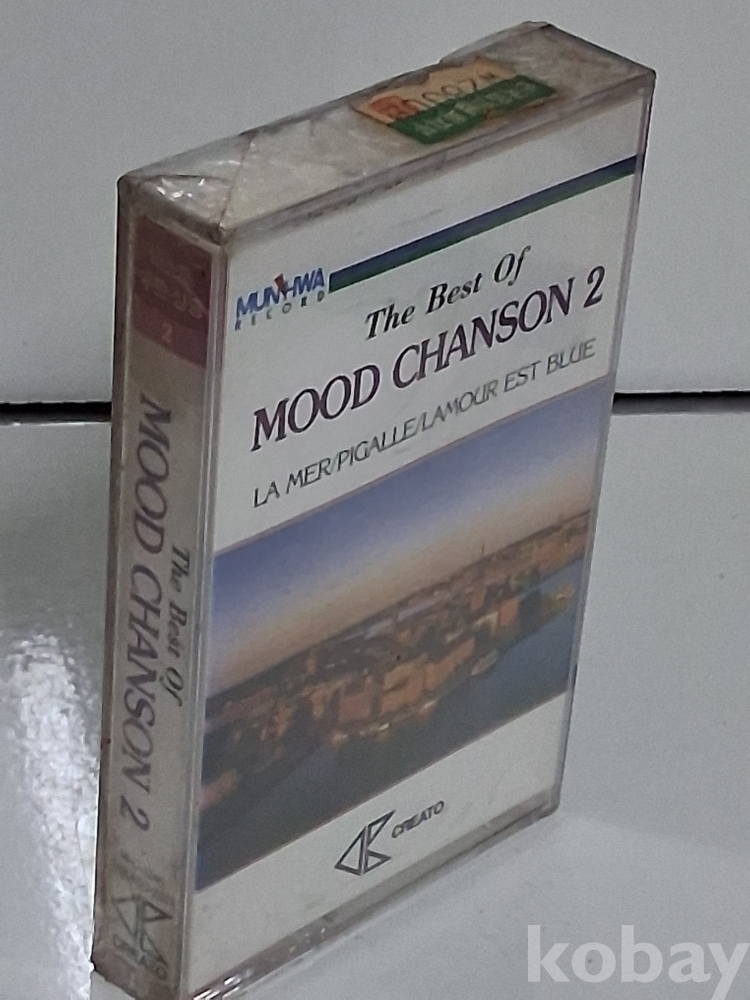 MUNHWA
RECORD
The Best Of
MOOD CHANSON 2
LA MER/PIGALLE/LAMOUR EST BLUE
CREATO
2
The Best Of
MOOD CHANSON 2
kobay